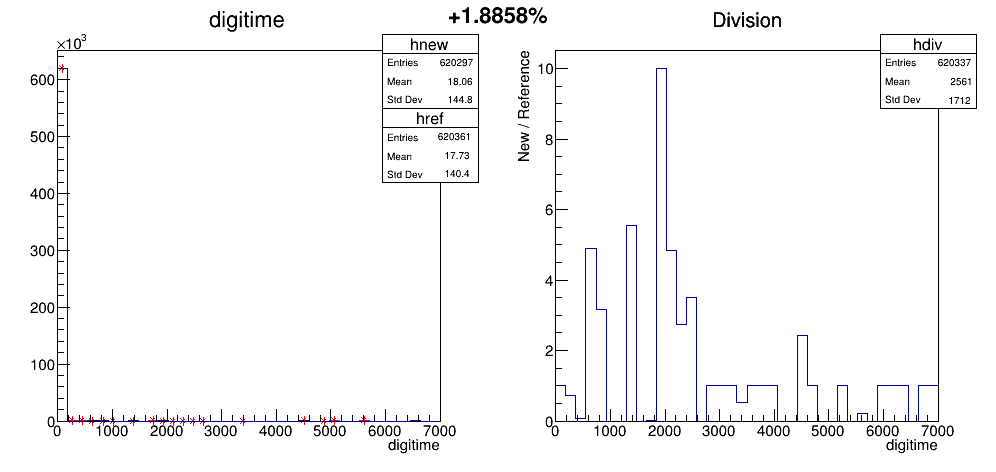 +1.8858%
digitime
×10³
600
500
400
300
200
100
0
0 1000 2000 3000 4000 5000 6000 7000
digitime
hnew
Entries 620297
Mean 18.06
Std Dev 144.8
href
Entries 620361
Mean 17.73
Std Dev 140.4
Division
New / Reference
10
8
6
4
2
0
0 1000 2000 3000 4000 5000 6000 7000
digitime
hdiv
Entries 620337
Mean 2561
Std Dev 1712